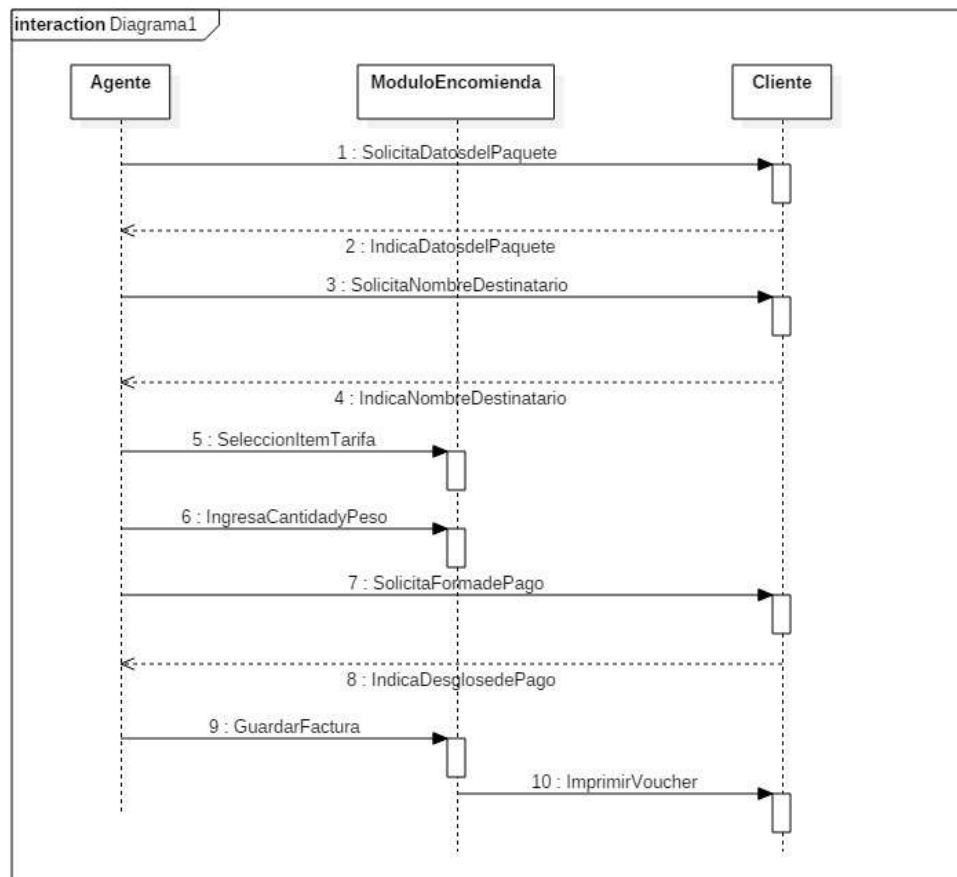 interaction Diagrama1
Agente
ModuloEncomienda
Cliente
1 : SolicitaDatosdelPaquete
2 : IndicaDatosdelPaquete
3 : SolicitaNombreDestinatario
4 : IndicaNombreDestinatario
5 : SeleccionItemTarifa
6 : IngresaCantidadyPeso
7 : SolicitaFormadePago
8 : IndicaDesglosedePago
9 : GuardarFactura
10 : ImprimirVoucher